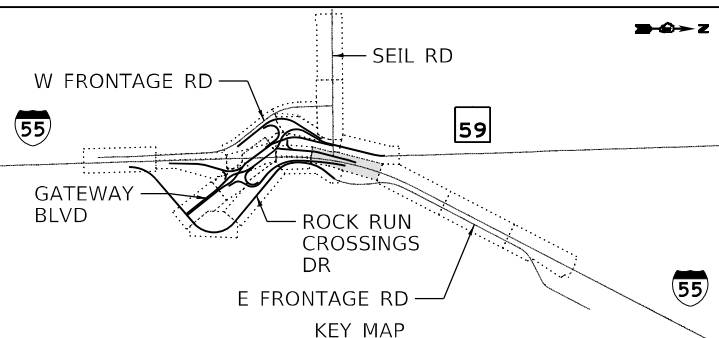 Z
SEIL RD
W FRONTAGE RD
55
59
GATEWAY
BLVD
ROCK RUN
CROSSINGS
DR
E FRONTAGE RD
55
KEY MAP